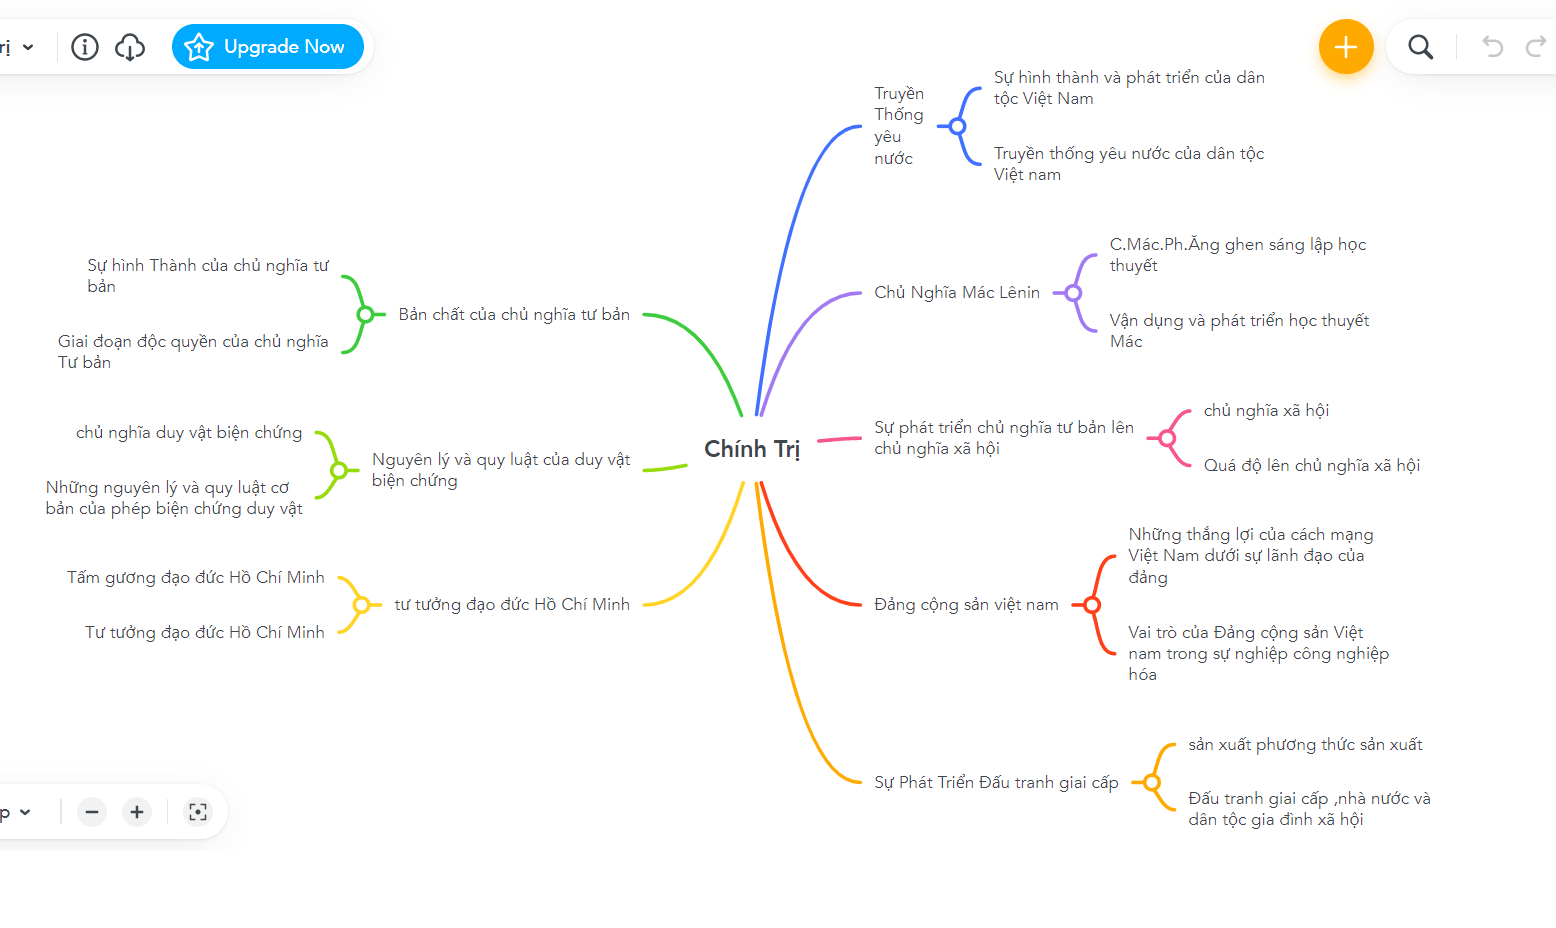 rị
Upgrade Now
Truyền
Thống
yêu
nước
Sự hình thành và phát triển của dân
tộc Việt Nam
Truyền thống yêu nước của dân tộc
Việt nam
Chủ Nghĩa Mác Lênin
C.Mác.Ph.Ăng ghen sáng lập học
thuyết
Vận dụng và phát triển học thuyết
Mác
Sự hình Thành của chủ nghĩa tư
bản
Giai đoạn độc quyền của chủ nghĩa
Tư bản
Bản chất của chủ nghĩa tư bản
Chính Trị
Sự phát triển chủ nghĩa tư bản lên
chủ nghĩa xã hội
chủ nghĩa xã hội
Quá độ lên chủ nghĩa xã hội
chủ nghĩa duy vật biện chứng
Những nguyên lý và quy luật cơ
bản của phép biện chứng duy vật
Nguyên lý và quy luật của duy vật
biện chứng
Tấm gương đạo đức Hồ Chí Minh
Tư tưởng đạo đức Hồ Chí Minh
tư tưởng đạo đức Hồ Chí Minh
Đảng cộng sản việt nam
Những thắng lợi của cách mạng
Việt Nam dưới sự lãnh đạo của
đảng
Vai trò của Đảng cộng sản Việt
nam trong sự nghiệp công nghiệp
hóa
Sự Phát Triển Đấu tranh giai cấp
sản xuất phương thức sản xuất
Đấu tranh giai cấp ,nhà nước và
dân tộc gia đình xã hội
p